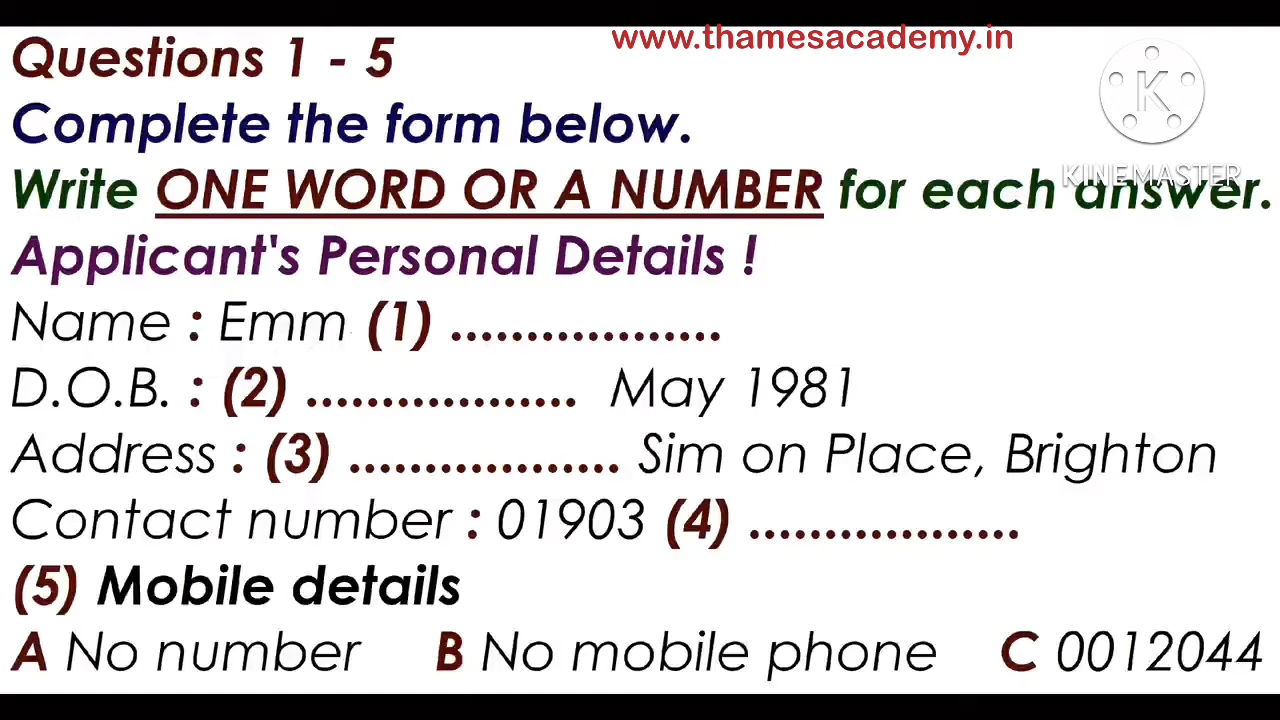 www.thamesacademy.in
Questions 1 - 5
K
Complete the form below.
KINEMASTER
Write ONE WORD OR A NUMBER for each answer.
Applicant's Personal Details !
Name : Emm (1) ..................
D.O.B. : (2) .................. May 1981
Address : (3) .................. Sim on Place, Brighton
Contact number : 01903 (4) ..................
(5) Mobile details
A No number B No mobile phone C 0012044